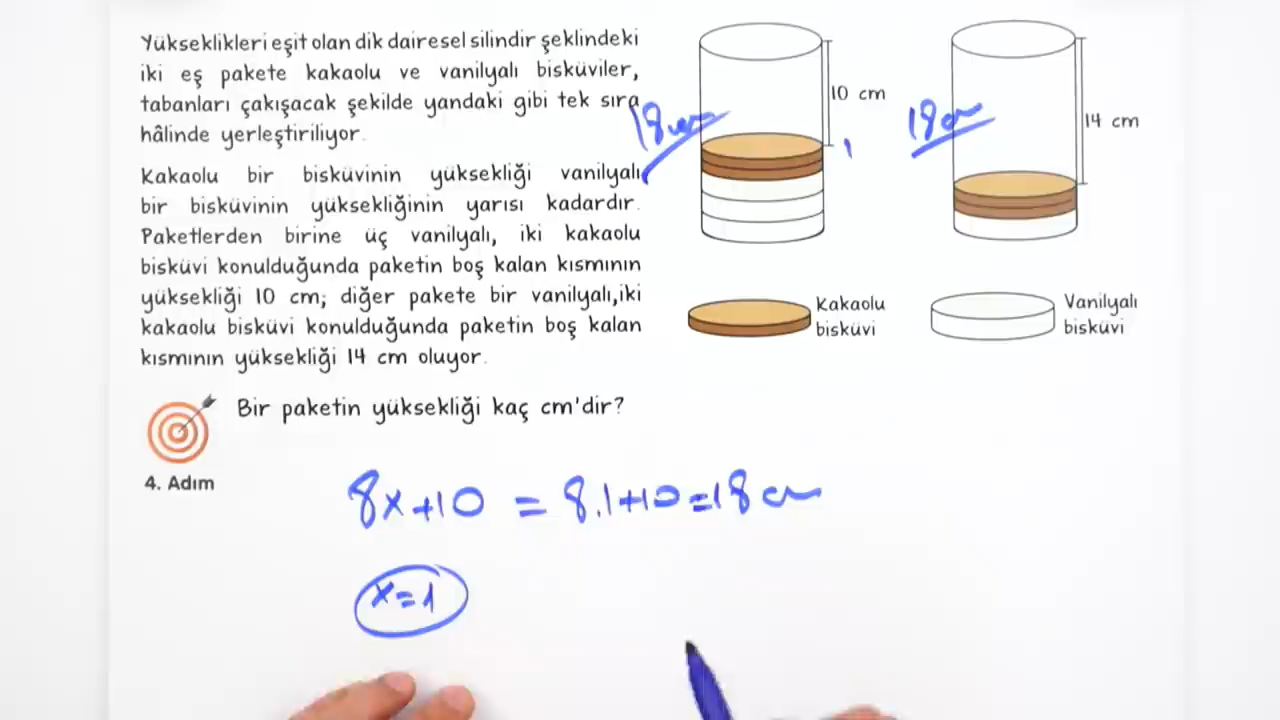 Yükseklikleri eşit olan dik dairesel silindir şeklindeki
iki eş pakete kakaolu ve vanilyalı bisküviler,
tabanları çakışacak şekilde yandaki gibi tek sıra
hâlinde yerleştiriliyor.
Kakaolu bir bisküvinin yüksekliği vanilyalı
bir bisküvinin yüksekliğinin yarısı kadardır.
Paketlerden birine üç vanilyalı, iki kakaolu
bisküvi konulduğunda paketin boş kalan kısmının
yüksekliği 10 cm; diğer pakete bir vanilyalı,iki
kakaolu bisküvi konulduğunda paketin boş kalan
kısmının yüksekliği 14 cm oluyor.
18 cm
10 cm
18 cm
14 cm
Kakaolu
bisküvi
Vanilyalı
bisküvi
Bir paketin yüksekliği kaç cm'dir?
4. Adım
8x+10 = 8.1+10=18 cm
x=1